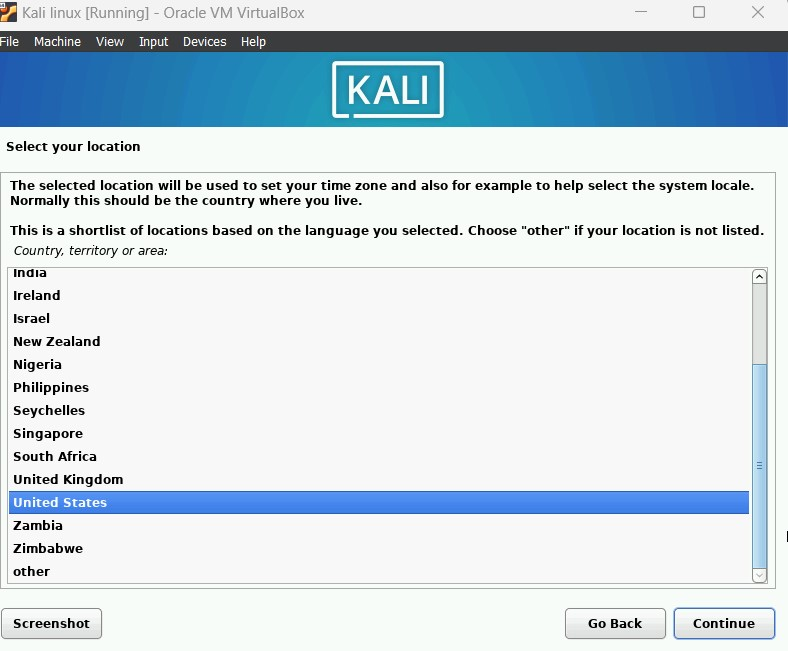 Kali linux [Running] - Oracle VM VirtualBox
File Machine View Input Devices Help
KALI
Select your location
The selected location will be used to set your time zone and also for example to help select the system locale.
Normally this should be the country where you live.
This is a shortlist of locations based on the language you selected. Choose "other" if your location is not listed.
Country, territory or area:
India
Ireland
Israel
New Zealand
Nigeria
Philippines
Seychelles
Singapore
South Africa
United Kingdom
United States
Zambia
Zimbabwe
other
Screenshot Go Back Continue